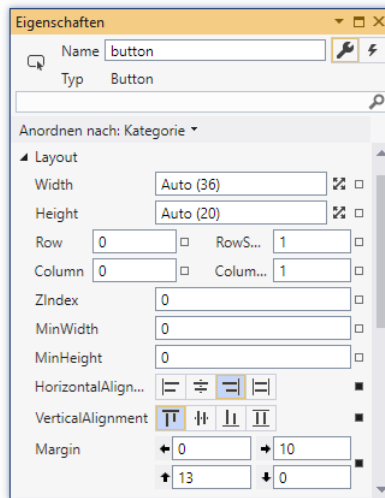 Eigenschaften
Name button
Typ Button
Anordnen nach: Kategorie
Layout
Width Auto (36)
Height Auto (20)
Row 0 RowS... 1
Column 0 Colum... 1
ZIndex 0
MinWidth 0
MinHeight 0
HorizontalAlign...
VerticalAlignment
Margin 0 10
13 0